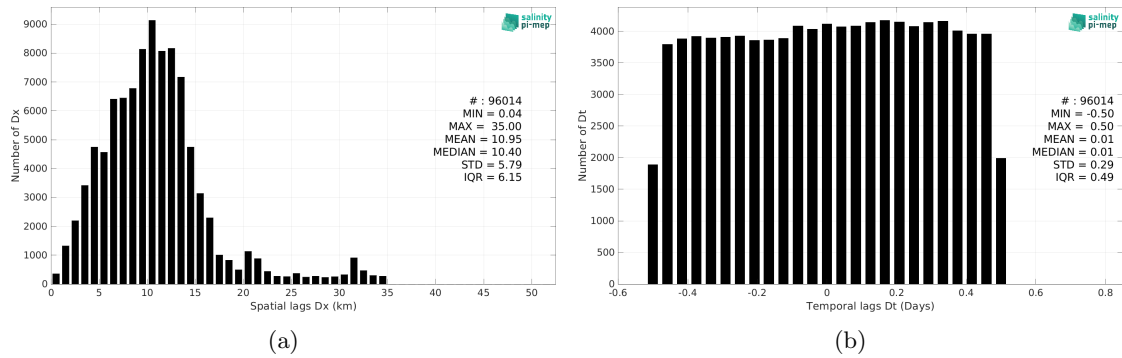 9000
8000
7000
6000
5000
4000
3000
2000
1000
0
Number of Dx
salinity
pi-mep
# : 96014
MIN = 0.04
MAX = 35.00
MEAN = 10.95
MEDIAN = 10.40
STD = 5.79
IQR = 6.15
0 5 10 15 20 25 30 35 40 45 50
Spatial lags Dx (km)
(a)
4000
3500
3000
2500
2000
1500
1000
500
0
Number of Dt
salinity
pi-mep
# : 96014
MIN = -0.50
MAX = 0.50
MEAN = 0.01
MEDIAN = 0.01
STD = 0.29
IQR = 0.49
-0.6 -0.4 -0.2 0 0.2 0.4 0.6 0.8
Temporal lags Dt (Days)
(b)